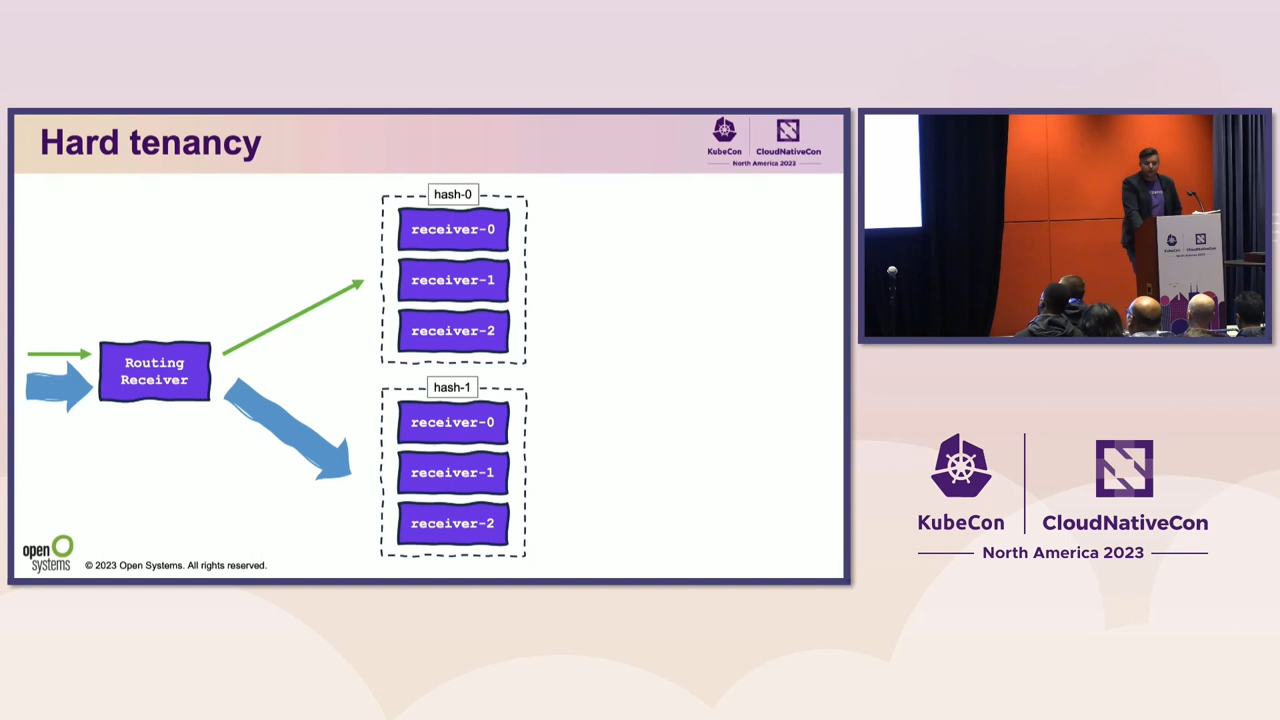 Hard tenancy
KubeCon
CloudNativeCon
North America 2023
hash-0
receiver-0
receiver-1
receiver-2
Routing
Receiver
hash-1
receiver-0
receiver-1
receiver-2
open
systems
© 2023 Open Systems. All rights reserved.
KubeCon
CloudNativeCon
KubeCon
CloudNativeCon
North America 2023